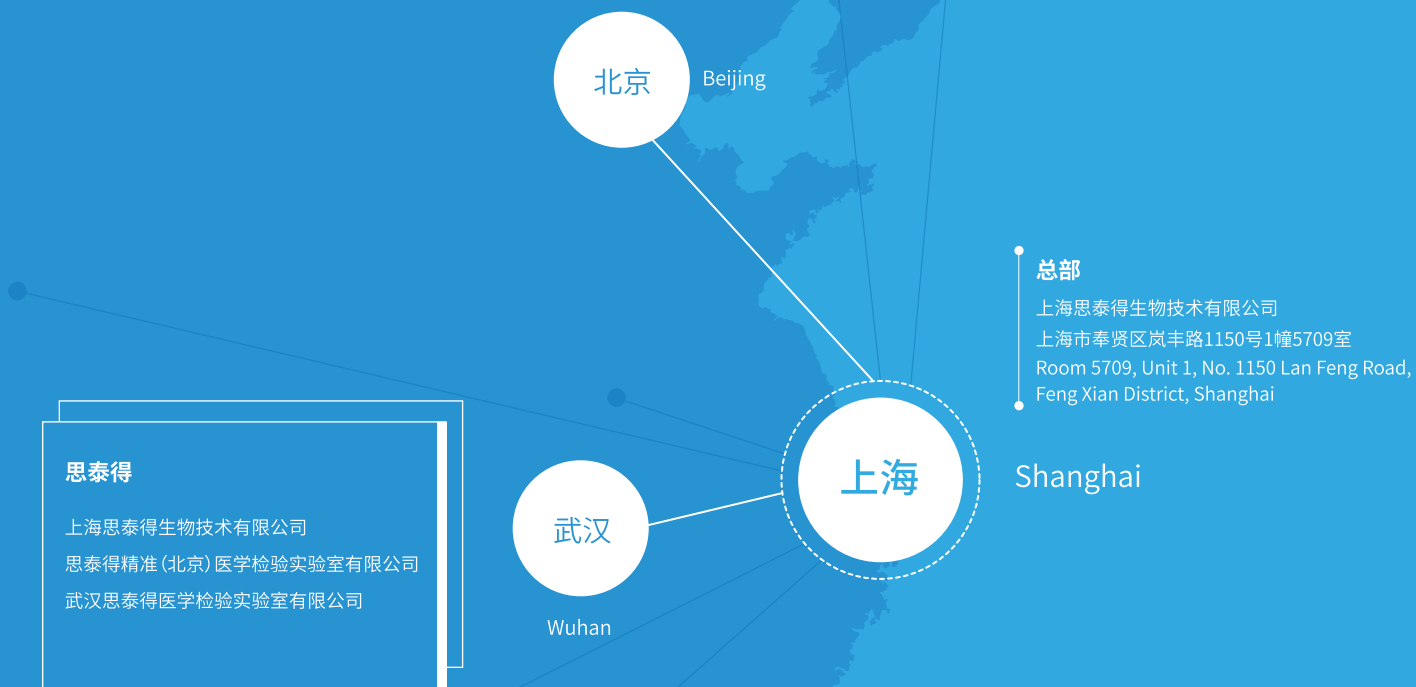 北京
Beijing
总部
上海思泰得生物技术有限公司
上海市奉贤区岚丰路1150号1幢5709室
Room 5709, Unit 1, No. 1150 Lan Feng Road,
Feng Xian District, Shanghai
上海
Shanghai
思泰得
上海思泰得生物技术有限公司
思泰得精准(北京)医学检验实验室有限公司
武汉思泰得医学检验实验室有限公司
武汉
Wuhan